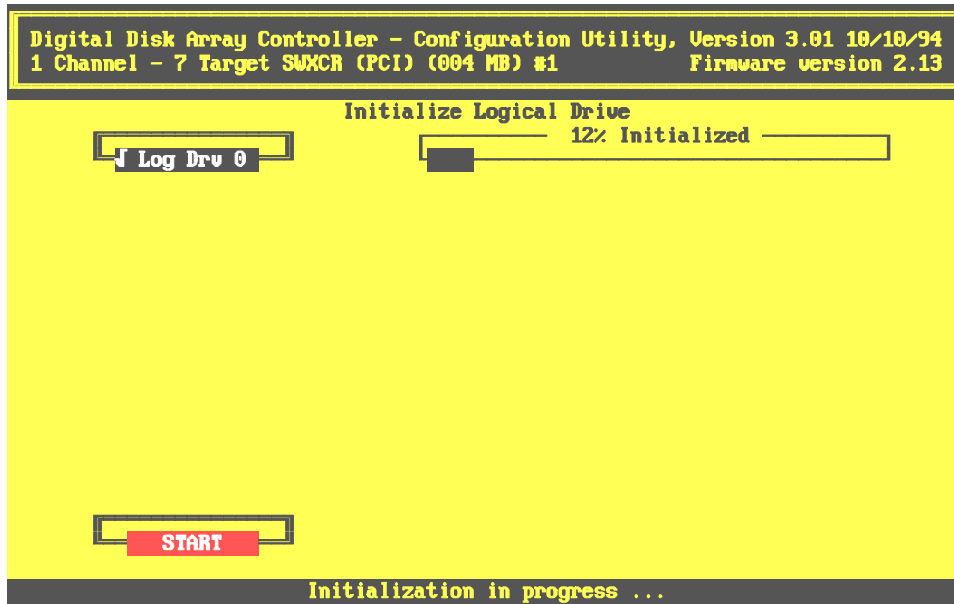 Digital Disk Array Controller - Configuration Utility, Version 3.01 10/10/94
1 Channel - 7 Target SWXCR (PCI) (004 MB) #1 Firmware version 2.13
Initialize Logical Drive
12% Initialized
√ Log Drv 0
START
Initialization in progress ...